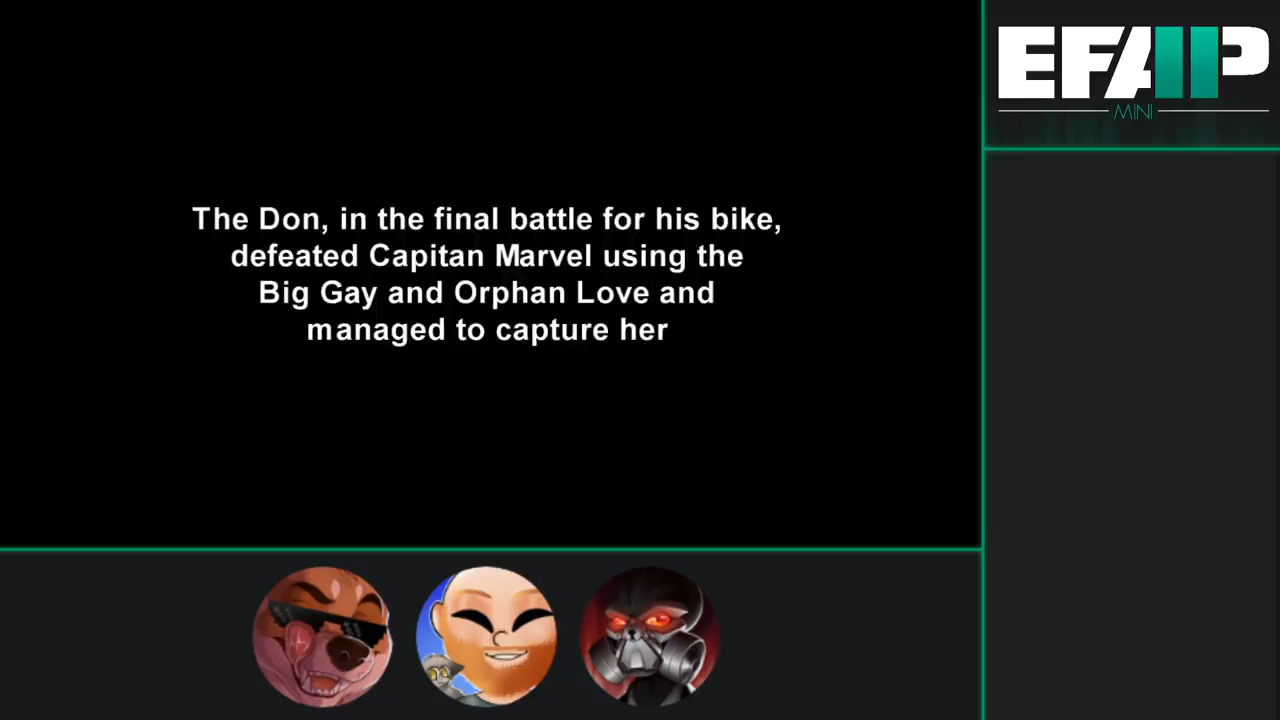 The Don, in the final battle for his bike,
defeated Capitan Marvel using the
Big Gay and Orphan Love and
managed to capture her
EFAP
MINI